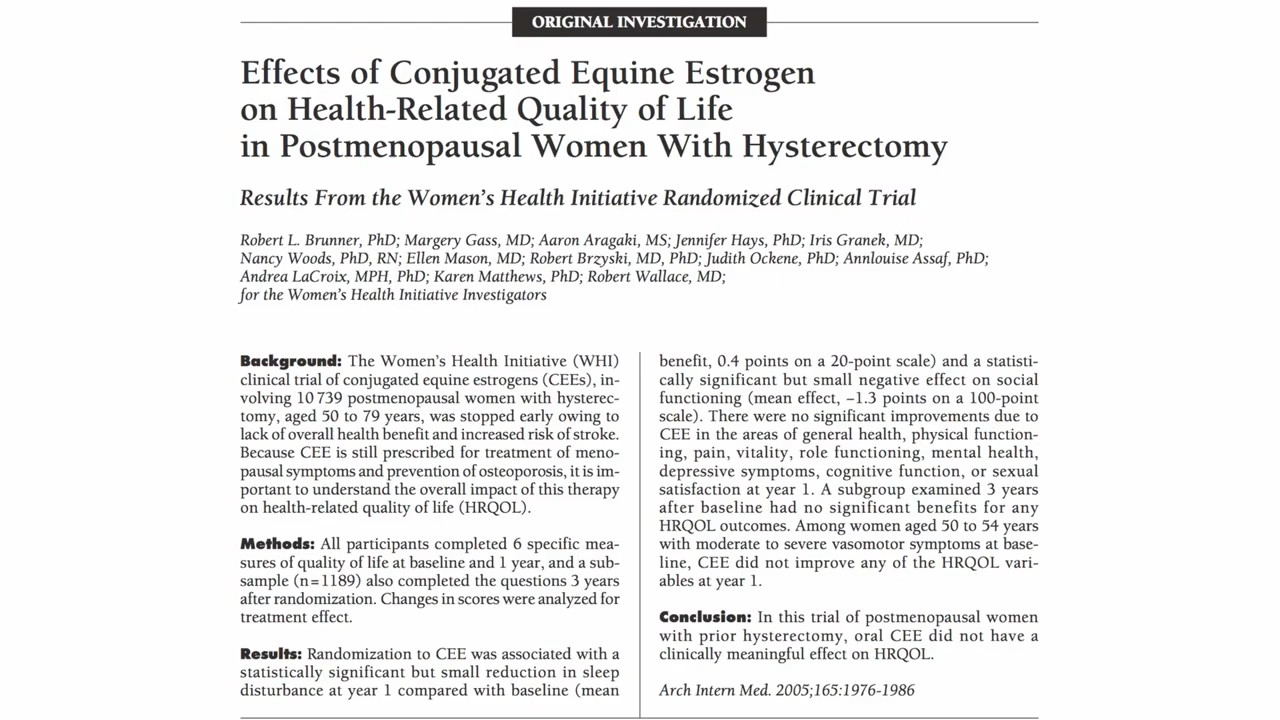 ORIGINAL INVESTIGATION
Effects of Conjugated Equine Estrogen
on Health-Related Quality of Life
in Postmenopausal Women With Hysterectomy
Results From the Women's Health Initiative Randomized Clinical Trial
Robert L. Brunner, PhD; Margery Gass, MD; Aaron Aragaki, MS; Jennifer Hays, PhD; Iris Granek, MD;
Nancy Woods, PhD, RN; Ellen Mason, MD; Robert Brzyski, MD, PhD; Judith Ockene, PhD; Annlouise Assaf, PhD;
Andrea LaCroix, MPH, PhD; Karen Matthews, PhD; Robert Wallace, MD;
for the Women's Health Initiative Investigators
Background: The Women's Health Initiative (WHI)
clinical trial of conjugated equine estrogens (CEEs), in-
volving 10 739 postmenopausal women with hysterec-
tomy, aged 50 to 79 years, was stopped early owing to
lack of overall health benefit and increased risk of stroke.
Because CEE is still prescribed for treatment of meno-
pausal symptoms and prevention of osteoporosis, it is im-
portant to understand the overall impact of this therapy
on health-related quality of life (HRQOL).
Methods: All participants completed 6 specific mea-
sures of quality of life at baseline and 1 year, and a sub-
sample (n=1189) also completed the questions 3 years
after randomization. Changes in scores were analyzed for
treatment effect.
Results: Randomization to CEE was associated with a
statistically significant but small reduction in sleep
disturbance at year 1 compared with baseline (mean
benefit, 0.4 points on a 20-point scale) and a statisti-
cally significant but small negative effect on social
functioning (mean effect, −1.3 points on a 100-point
scale). There were no significant improvements due to
CEE in the areas of general health, physical function-
ing, pain, vitality, role functioning, mental health,
depressive symptoms, cognitive function, or sexual
satisfaction at year 1. A subgroup examined 3 years
after baseline had no significant benefits for any
HRQOL outcomes. Among women aged 50 to 54 years
with moderate to severe vasomotor symptoms at base-
line, CEE did not improve any of the HRQOL vari-
ables at year 1.
Conclusion: In this trial of postmenopausal women
with prior hysterectomy, oral CEE did not have a
clinically meaningful effect on HRQOL.
Arch Intern Med. 2005;165:1976-1986